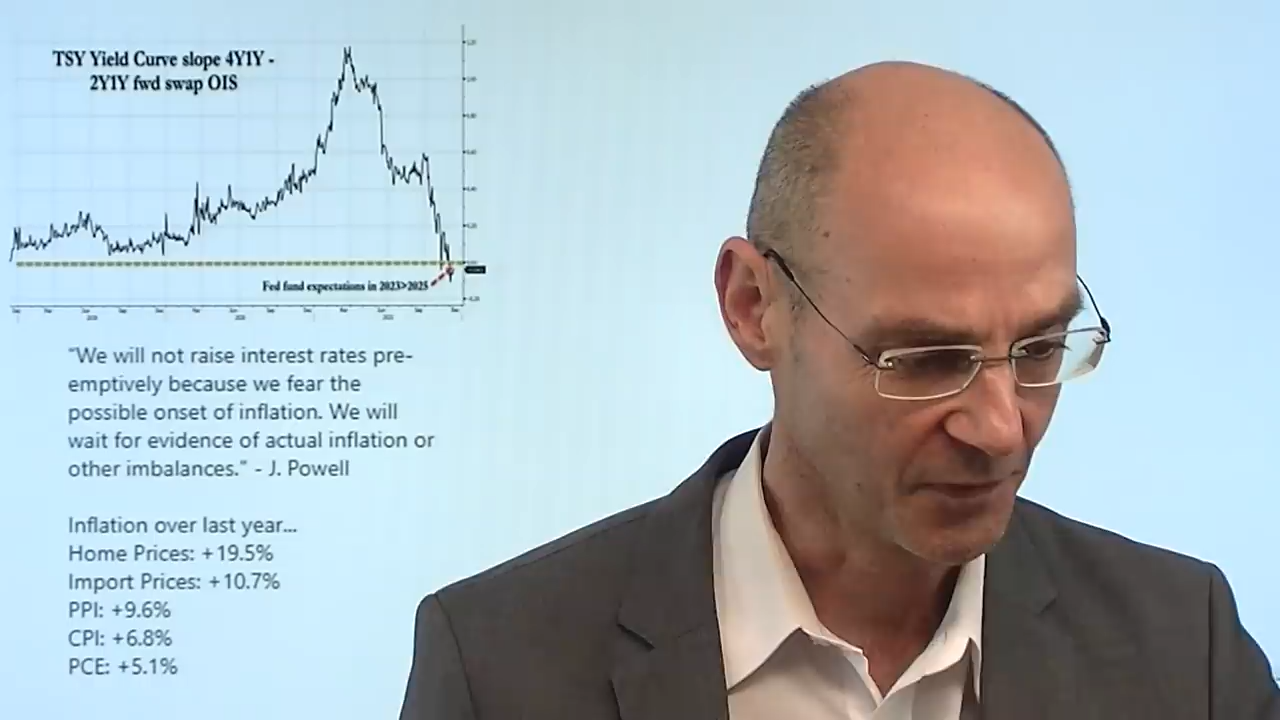 TSY Yield Curve slope 4Y1Y -
2Y1Y fwd swap OIS
Fed fund expectations in 2023>2025
“We will not raise interest rates pre-
emptively because we fear the
possible onset of inflation. We will
wait for evidence of actual inflation or
other imbalances.” - J. Powell
Inflation over last year...
Home Prices: +19.5%
Import Prices: +10.7%
PPI: +9.6%
CPI: +6.8%
PCE: +5.1%